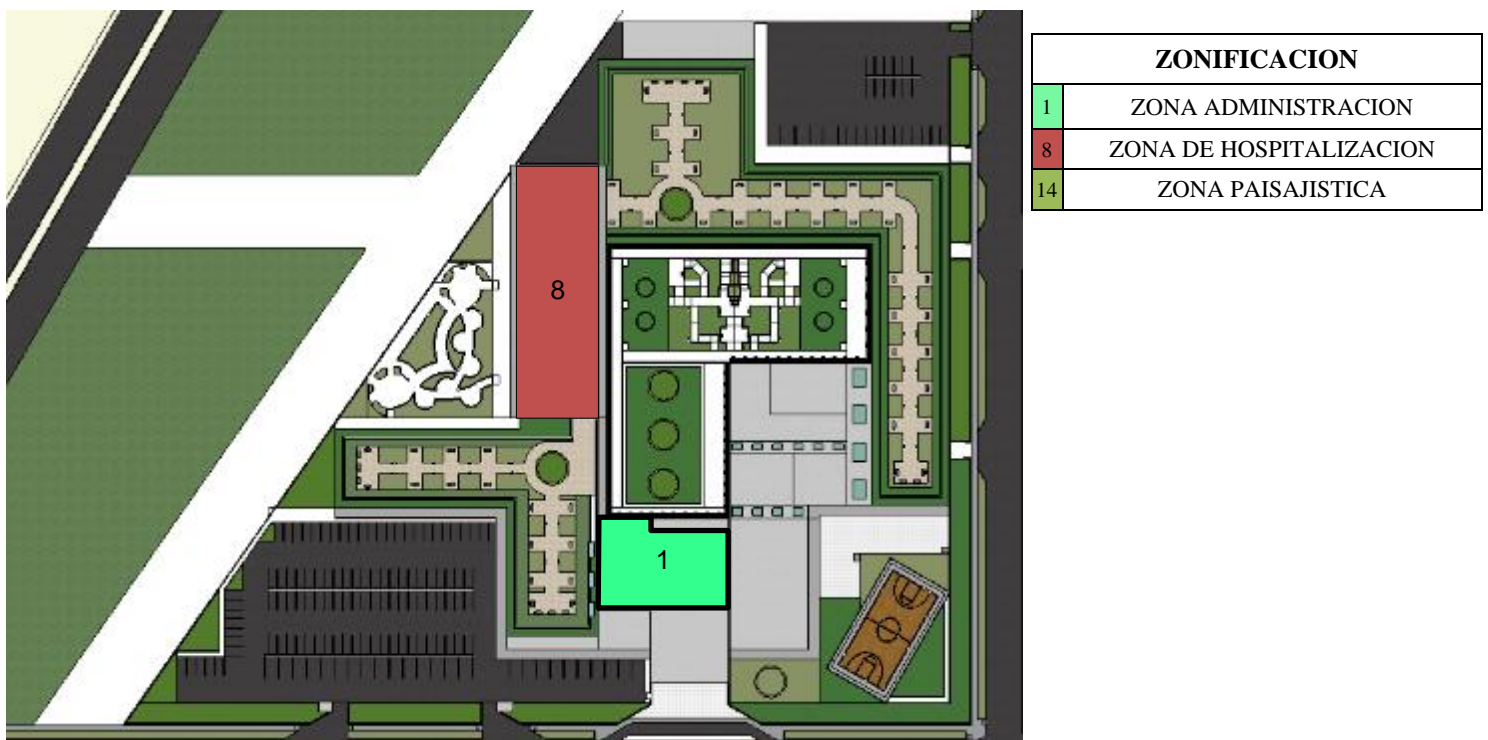 ZONIFICACION
1 ZONA ADMINISTRACION
8 ZONA DE HOSPITALIZACION
14 ZONA PAISAJISTICA
8
1